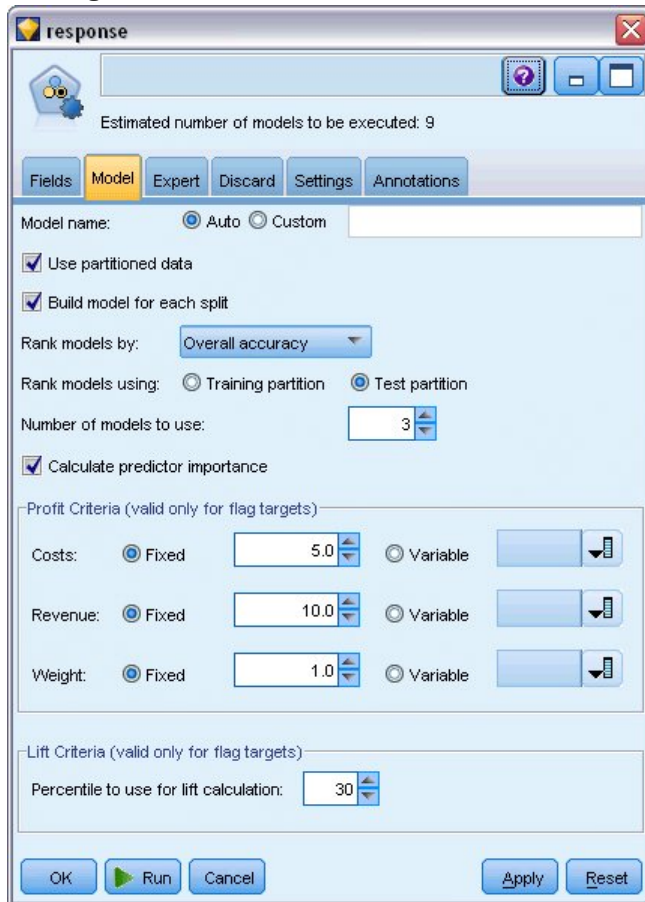 response
Estimated number of models to be executed: 9
Fields Model Expert Discard Settings Annotations
Model name: Auto Custom
Use partitioned data
Build model for each split
Rank models by: Overall accuracy
Rank models using: Training partition Test partition
Number of models to use: 3
Calculate predictor importance
Profit Criteria (valid only for flag targets)
Costs: Fixed 5.0 Variable
Revenue: Fixed 10.0 Variable
Weight: Fixed 1.0 Variable
Lift Criteria (valid only for flag targets)
Percentile to use for lift calculation: 30
OK Run Cancel Apply Reset